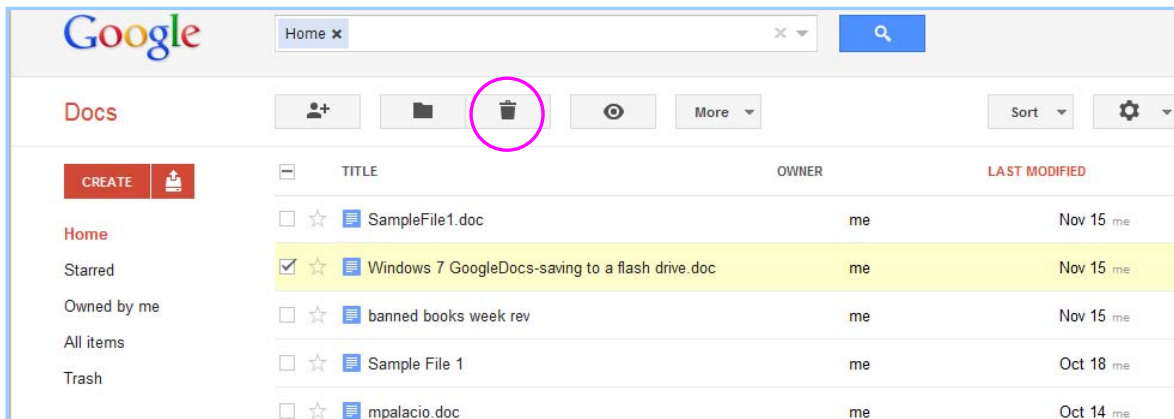 Google
Home ×
Docs
More
Sort
CREATE
TITLE OWNER LAST MODIFIED
Home
Starred
Owned by me
All items
Trash
SampleFile1.doc me Nov 15 me
Windows 7 GoogleDocs-saving to a flash drive.doc me Nov 15 me
banned books week rev me Nov 15 me
Sample File 1 me Oct 18 me
mpalacio.doc me Oct 14 me